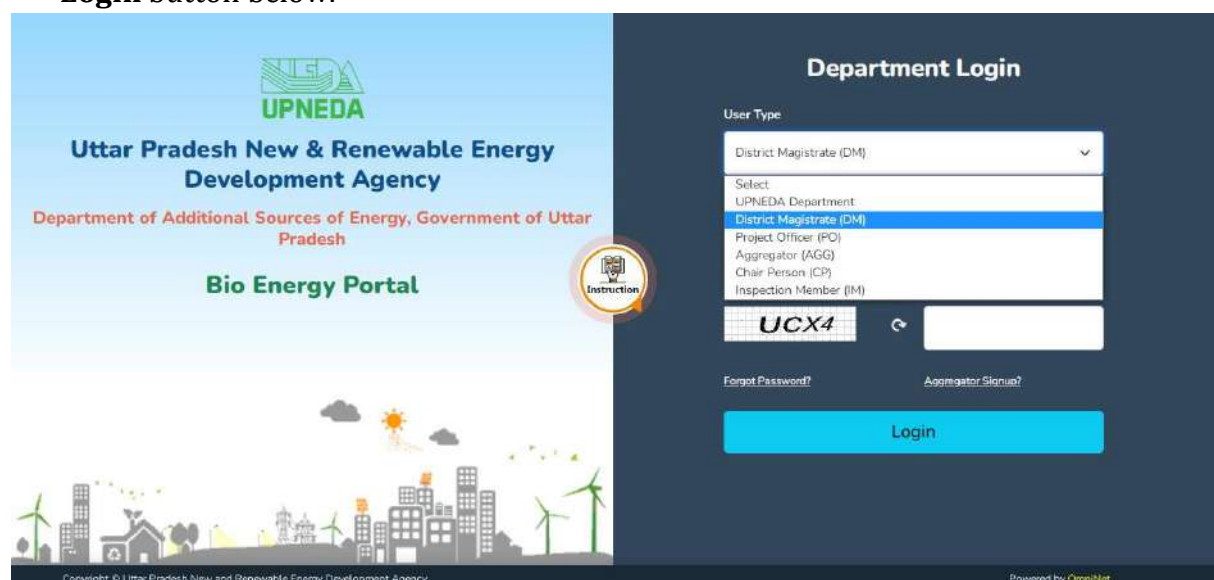 Login button below.
UPNEDA
Uttar Pradesh New & Renewable Energy
Development Agency
Department of Additional Sources of Energy, Government of Uttar
Pradesh
Bio Energy Portal
Instruction
Department Login
User Type
District Magistrate (DM)
Select
UPNEDA Department
District Magistrate (DM)
Project Officer (PO)
Aggregator (AGG)
Chair Person (CP)
Inspection Member (IM)
UCX4
Forgot Password? Aggregator Signup?
Login
Copyright © Uttar Pradesh New and Renewable Energy Development Agency Powered by OmniNet